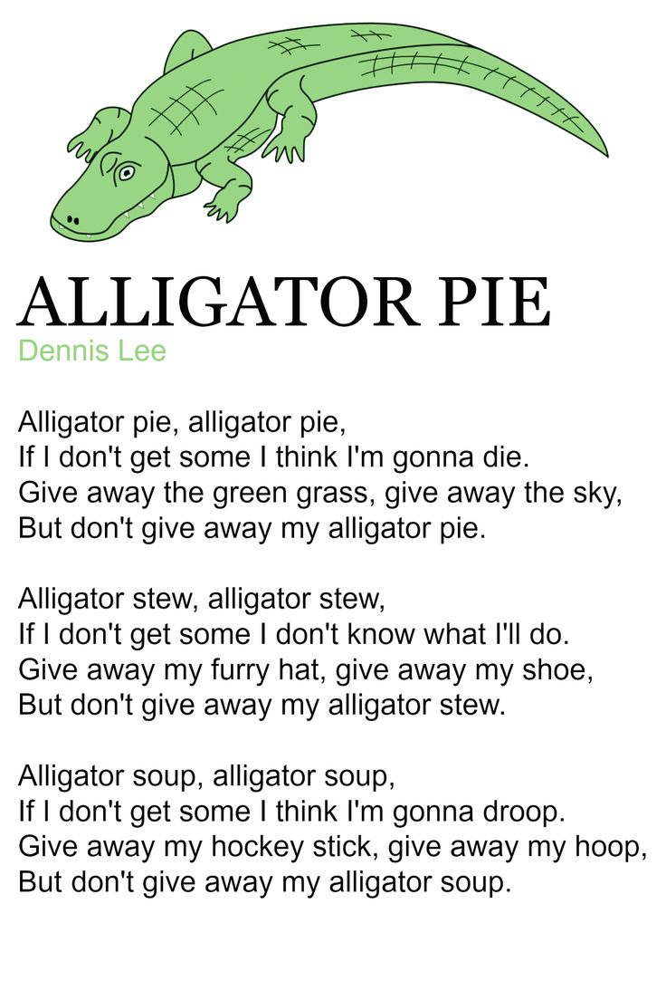 ALLIGATOR PIE
Dennis Lee
Alligator pie, alligator pie,
If I don't get some I think I'm gonna die.
Give away the green grass, give away the sky,
But don't give away my alligator pie.
Alligator stew, alligator stew,
If I don't get some I don't know what I'll do.
Give away my furry hat, give away my shoe,
But don't give away my alligator stew.
Alligator soup, alligator soup,
If I don't get some I think I'm gonna droop.
Give away my hockey stick, give away my hoop,
But don't give away my alligator soup.